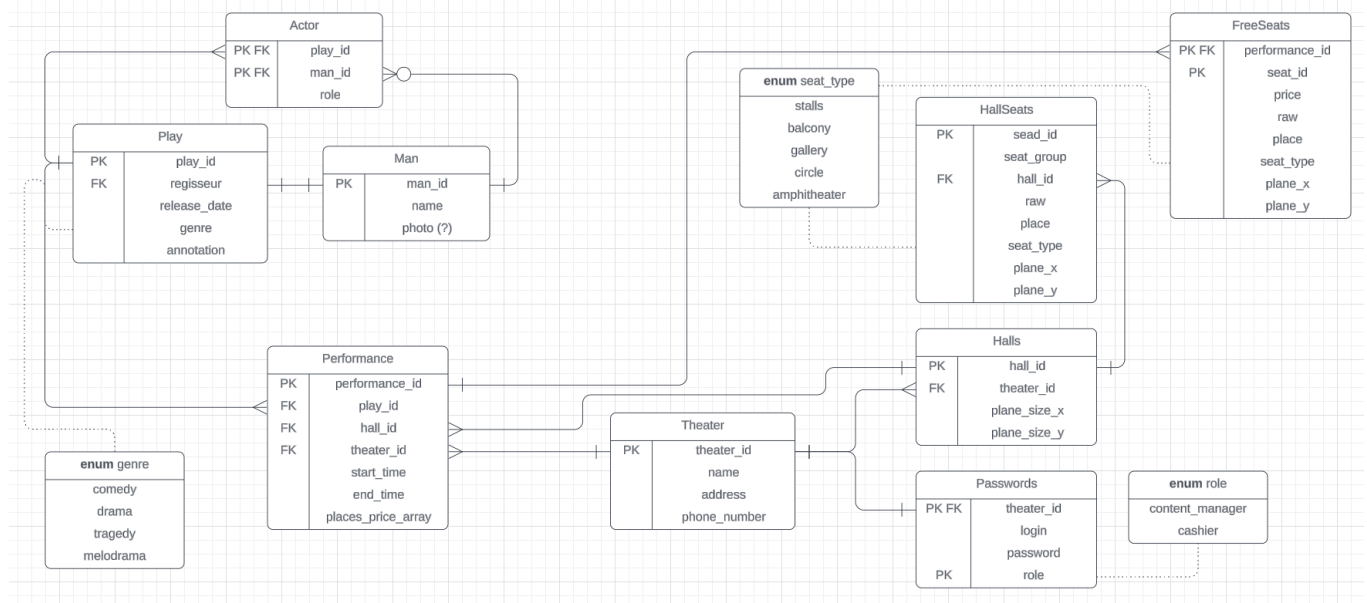 Actor
PK FK play_id
PK FK man_id
role
Play
PK play_id
FK regisseur
release_date
genre
annotation
Man
PK man_id
name
photo (?)
enum seat_type
stalls
balcony
gallery
circle
amphitheater
HallSeats
PK sead_id
seat_group
FK hall_id
raw
place
seat_type
plane_x
plane_y
FreeSeats
PK FK performance_id
PK seat_id
price
raw
place
seat_type
plane_x
plane_y
Performance
PK performance_id
FK play_id
FK hall_id
FK theater_id
start_time
end_time
places_price_array
Halls
PK hall_id
FK theater_id
plane_size_x
plane_size_y
Theater
PK theater_id
name
address
phone_number
enum genre
comedy
drama
tragedy
melodrama
Passwords
PK FK theater_id
login
password
PK role
enum role
content_manager
cashier